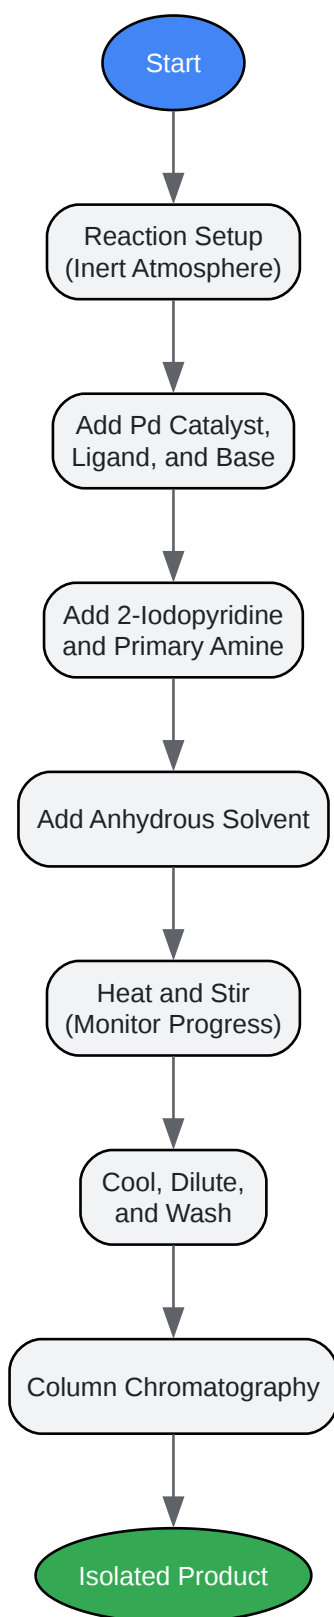 Start
Reaction Setup
(Inert Atmosphere)
Add Pd Catalyst,
Ligand, and Base
Add 2-Iodopyridine
and Primary Amine
Add Anhydrous Solvent
Heat and Stir
(Monitor Progress)
Cool, Dilute,
and Wash
Column Chromatography
Isolated Product